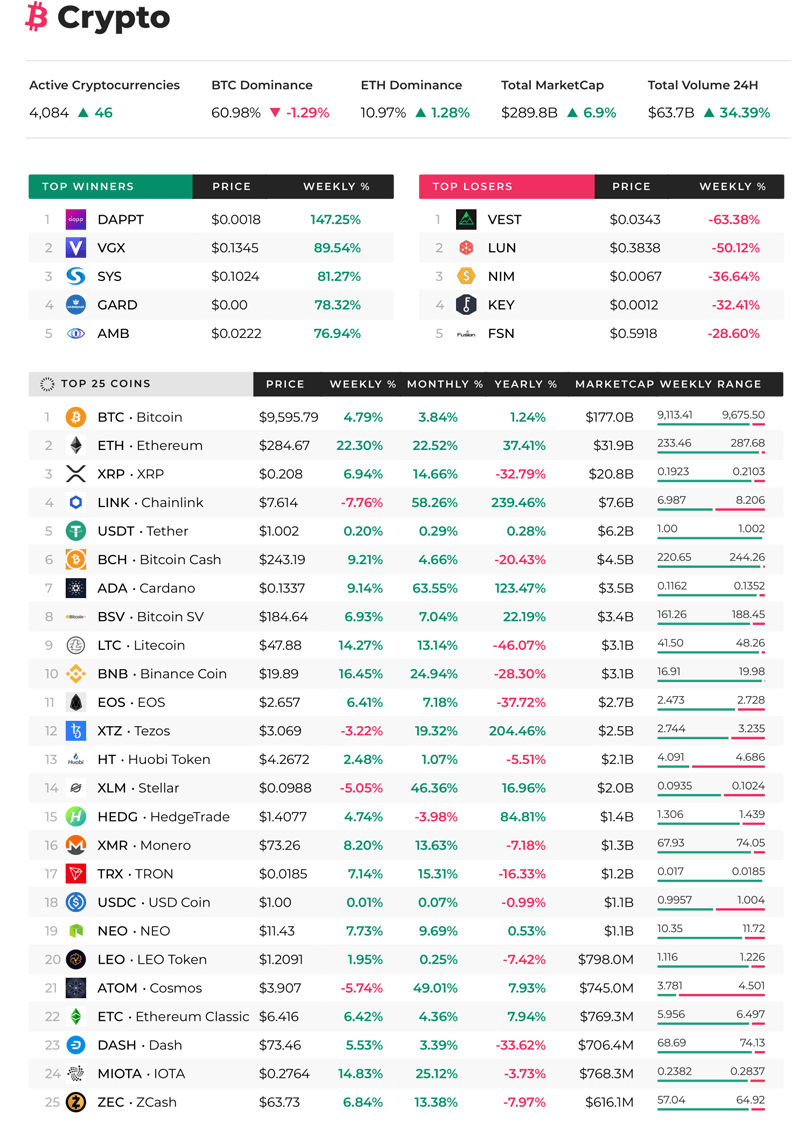 Crypto
Active Cryptocurrencies BTC Dominance ETH Dominance Total MarketCap Total Volume 24H
4,084 ▲ 46 60.98% ▼ -1.29% 10.97% ▲ 1.28% $289.8B ▲ 6.9% $63.7B ▲ 34.39%
TOP WINNERS PRICE WEEKLY %
1 dapp DAPPT $0.0018 147.25%
2 VGX $0.1345 89.54%
3 SYS $0.1024 81.27%
4 GARD $0.00 78.32%
5 AMB $0.0222 76.94%
TOP LOSERS PRICE WEEKLY %
1 VEST $0.0343 -63.38%
2 LUN $0.3838 -50.12%
3 NIM $0.0067 -36.64%
4 KEY $0.0012 -32.41%
5 Fusion FSN $0.5918 -28.60%
TOP 25 COINS PRICE WEEKLY % MONTHLY % YEARLY % MARKETCAP WEEKLY RANGE
1 BTC · Bitcoin $9,595.79 4.79% 3.84% 1.24% $177.0B 9,113.41 9,675.50
2 ETH · Ethereum $284.67 22.30% 22.52% 37.41% $31.9B 233.46 287.68
3 XRP · XRP $0.208 6.94% 14.66% -32.79% $20.8B 0.1923 0.2103
4 LINK · Chainlink $7.614 -7.76% 58.26% 239.46% $7.6B 6.987 8.206
5 USDT · Tether $1.002 0.20% 0.29% 0.28% $6.2B 1.00 1.002
6 BCH · Bitcoin Cash $243.19 9.21% 4.66% -20.43% $4.5B 220.65 244.26
7 ADA · Cardano $0.1337 9.14% 63.55% 123.47% $3.5B 0.1162 0.1352
8 BSV · Bitcoin SV $184.64 6.93% 7.04% 22.19% $3.4B 161.26 188.45
9 LTC · Litecoin $47.88 14.27% 13.14% -46.07% $3.1B 41.50 48.26
10 BNB · Binance Coin $19.89 16.45% 24.94% -28.30% $3.1B 16.91 19.98
11 EOS · EOS $2.657 6.41% 7.18% -37.72% $2.7B 2.473 2.728
12 XTZ · Tezos $3.069 -3.22% 19.32% 204.46% $2.5B 2.744 3.235
13 Huobi HT · Huobi Token $4.2672 2.48% 1.07% -5.51% $2.1B 4.091 4.686
14 XLM · Stellar $0.0988 -5.05% 46.36% 16.96% $2.0B 0.0935 0.1024
15 HEDG · HedgeTrade $1.4077 4.74% -3.98% 84.81% $1.4B 1.306 1.439
16 XMR · Monero $73.26 8.20% 13.63% -7.18% $1.3B 67.93 74.05
17 TRX · TRON $0.0185 7.14% 15.31% -16.33% $1.2B 0.017 0.0185
18 USDC · USD Coin $1.00 0.01% 0.07% -0.99% $1.1B 0.9957 1.004
19 NEO · NEO $11.43 7.73% 9.69% 0.53% $1.1B 10.35 11.72
20 LEO · LEO Token $1.2091 1.95% 0.25% -7.42% $798.0M 1.116 1.226
21 ATOM · Cosmos $3.907 -5.74% 49.01% 7.93% $745.0M 3.781 4.501
22 ETC · Ethereum Classic $6.416 6.42% 4.36% 7.94% $769.3M 5.956 6.497
23 DASH · Dash $73.46 5.53% 3.39% -33.62% $706.4M 68.69 74.13
24 MIOTA · IOTA $0.2764 14.83% 25.12% -3.73% $768.3M 0.2382 0.2837
25 ZEC · ZCash $63.73 6.84% 13.38% -7.97% $616.1M 57.04 64.92